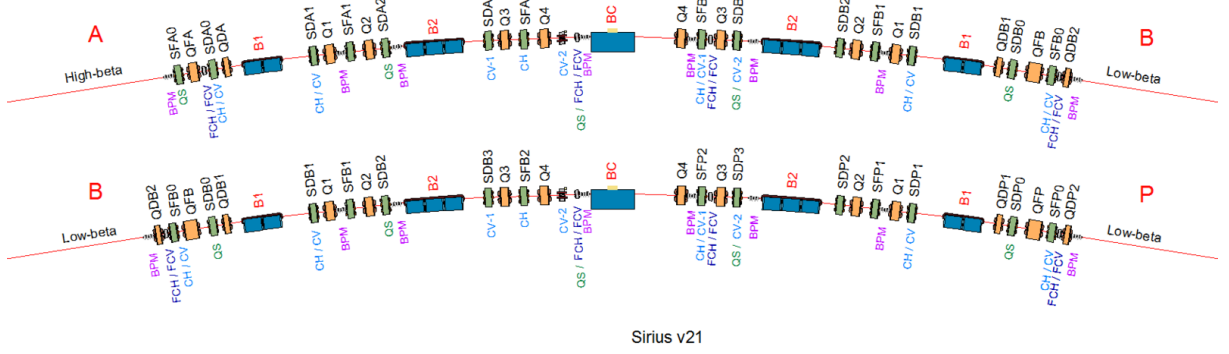 A
High-beta
SFA0
QFA
SDA0
QDA
B1
SDA1
Q1
SFA1
Q2
SDA2
B2
Q3
Q4
BC
Q4
Q3
B2
SDB2
Q2
SFB1
Q1
SDB1
B1
QDB1
SDB0
QFB
SFB0
QDB2
B
Low-beta
BPM
QS
FCH / FCV
CH / CV
CH / CV
BPM
QS
BPM
CV-1
CH
CV-2
QS / FCH / FCV
BPM
BPM
CH / CV-1
FCH / FCV
QS / CV-2
BPM
BPM
CH / CV
QS
CH / CV
FCH / FCV
BPM
B
Low-beta
QDB2
SFB0
QFB
SDB0
QDB1
B1
SDB1
Q1
SFB1
Q2
SDB2
B2
SDB3
Q3
SFB2
Q4
BC
Q4
SFP2
Q3
SDP3
B2
SDP2
Q2
SFP1
Q1
SDP1
B1
QDP1
SDP0
QFP
SFP0
QDP2
P
Low-beta
BPM
FCH / FCV
CH / CV
QS
CH / CV
BPM
QS
BPM
CV-1
CH
CV-2
QS / FCH / FCV
BPM
BPM
CH / CV-1
FCH / FCV
QS / CV-2
BPM
BPM
CH / CV
QS
CH / CV
FCH / FCV
BPM
Sirius v21